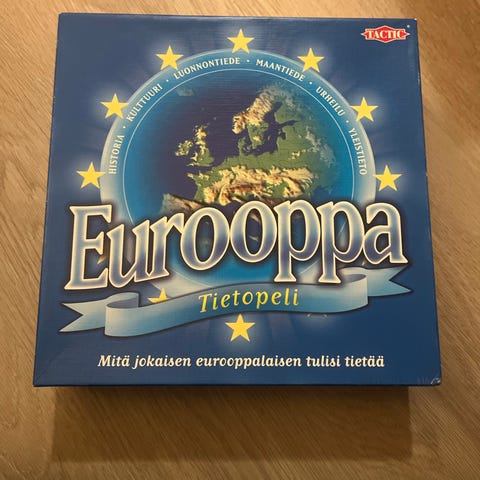 TACTIC
HISTORIA • KULTTUURI • LUONNONTIEDE • MAANTIEDE • URHEILU • YLEISTIETO
Eurooppa
Tietopeli
Mitä jokaisen eurooppalaisen tulisi tietää